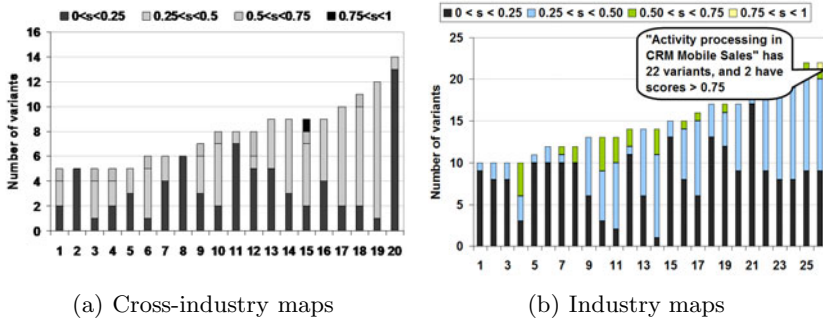 0<s<0.25 0.25<s<0.5 0.5<s<0.75 0.75<s<1
Number of variants
16
14
12
10
8
6
4
2
0
1 2 3 4 5 6 7 8 9 10 11 12 13 14 15 16 17 18 19 20
(a) Cross-industry maps
0 < s < 0.25 0.25 < s < 0.50 0.50 < s < 0.75 0.75 < s < 1
"Activity processing in
CRM Mobile Sales" has
22 variants, and 2 have
scores > 0.75
Number of variants
25
20
15
10
5
0
1 3 5 7 9 11 13 15 17 19 21 23 25
(b) Industry maps